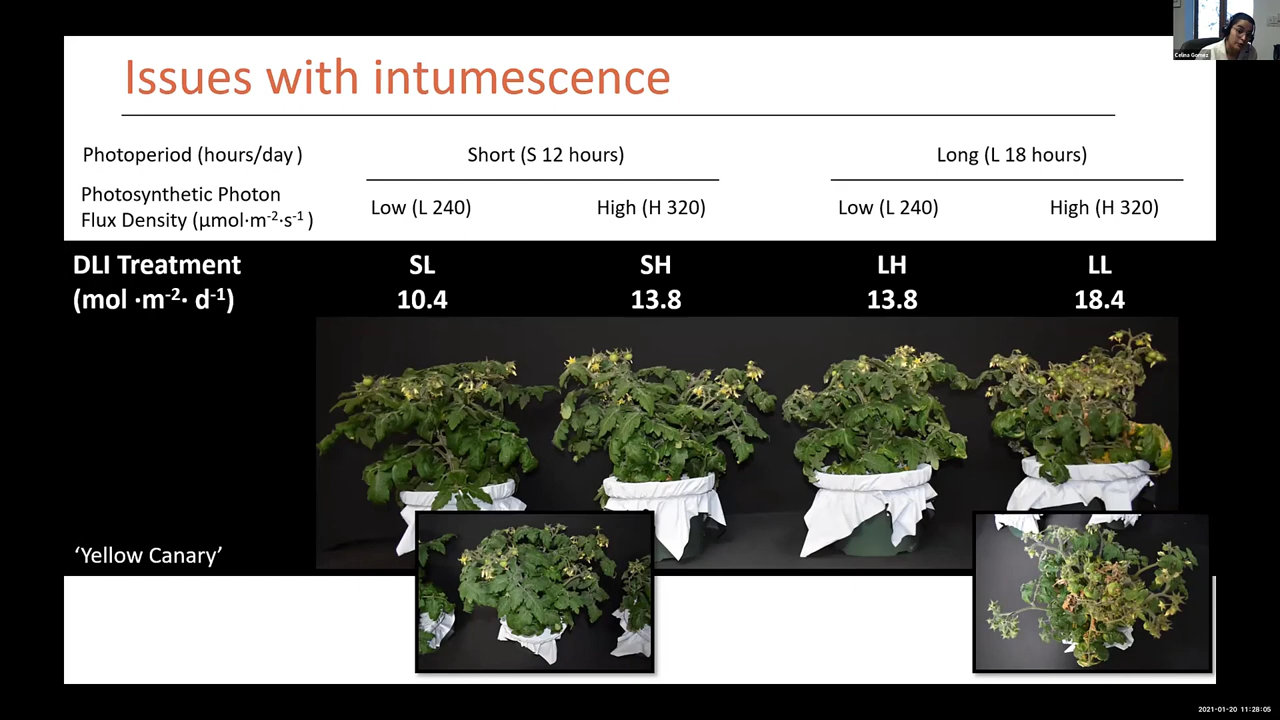 Celina Gomez
Issues with intumescence
Photoperiod (hours/day )
Short (S 12 hours)
Long (L 18 hours)
Photosynthetic Photon
Flux Density (µmol·m⁻²·s⁻¹ )
Low (L 240)
High (H 320)
Low (L 240)
High (H 320)
DLI Treatment
(mol ·m⁻²· d⁻¹)
SL
10.4
SH
13.8
LH
13.8
LL
18.4
‘Yellow Canary’
2021-01-20 11:28:05